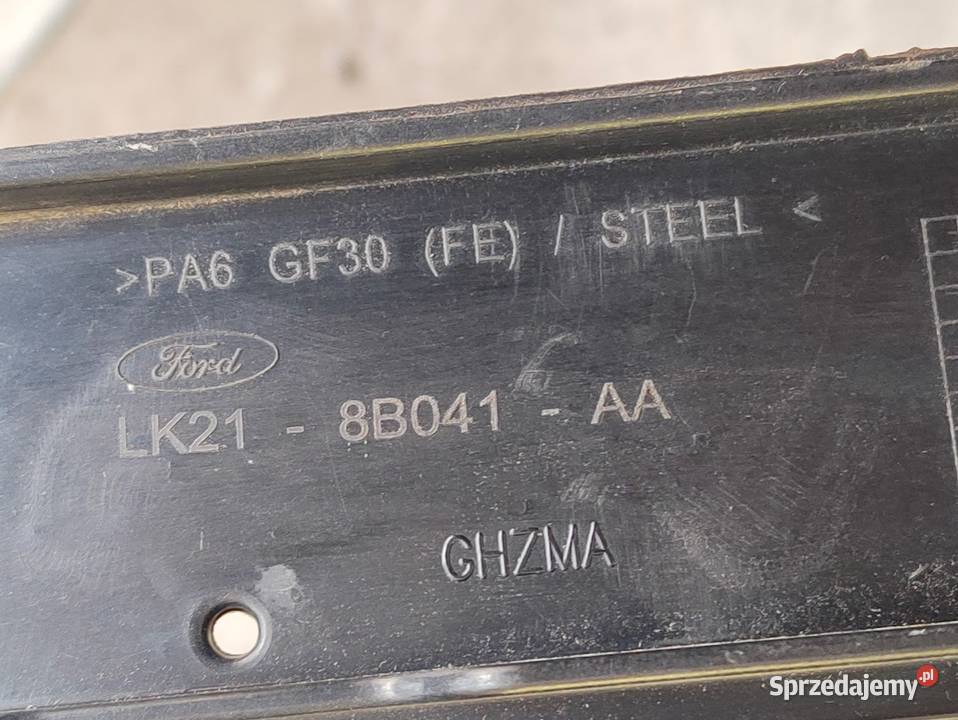 >PA6 GF30 (FE) / STEEL <
Ford
LK21 - 8B041 - AA
GHZMA
Sprzedajemy.pl